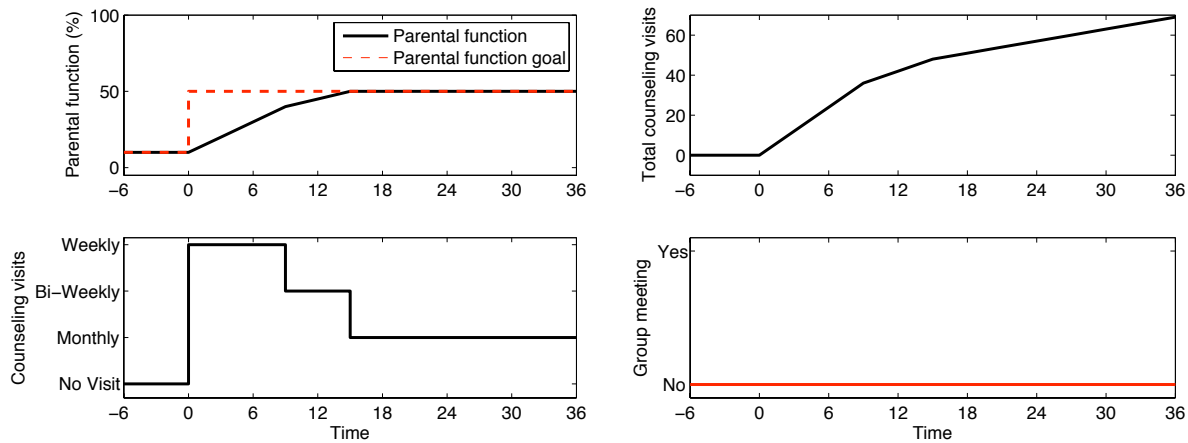 Parental function (%)
100
50
0
Parental function
Parental function goal
−6 0 6 12 18 24 30 36
Total counseling visits
60
40
20
0
−6 0 6 12 18 24 30 36
Counseling visits
Weekly
Bi−Weekly
Monthly
No Visit
−6 0 6 12 18 24 30 36
Time
Group meeting
Yes
No
−6 0 6 12 18 24 30 36
Time